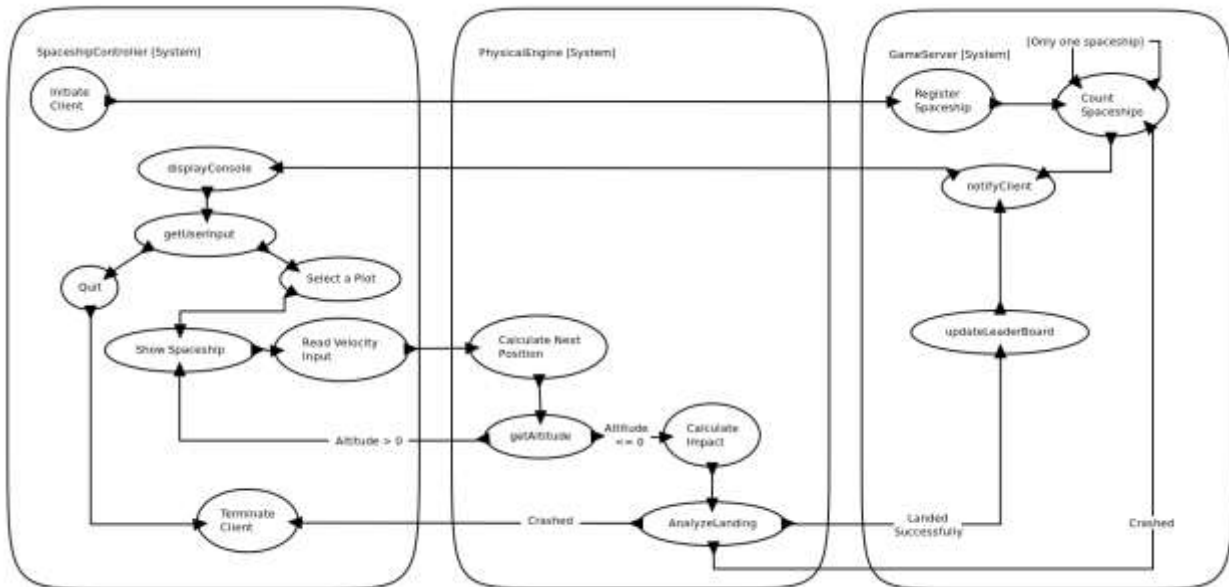 SpaceshipController [System]
PhysicalEngine [System]
GameServer [System]
[Only one spaceship]
Initiate
Client
Register
Spaceship
Count
Spaceships
displayConsole
notifyClient
getUserInput
Select a Plot
Quit
Show Spaceship
Read Velocity
Input
Calculate Next
Position
updateLeaderBoard
Altitude > 0
getAltitude
Altitude
<= 0
Calculate
Impact
Terminate
Client
Crashed
AnalyzeLanding
Landed
Successfully
Crashed